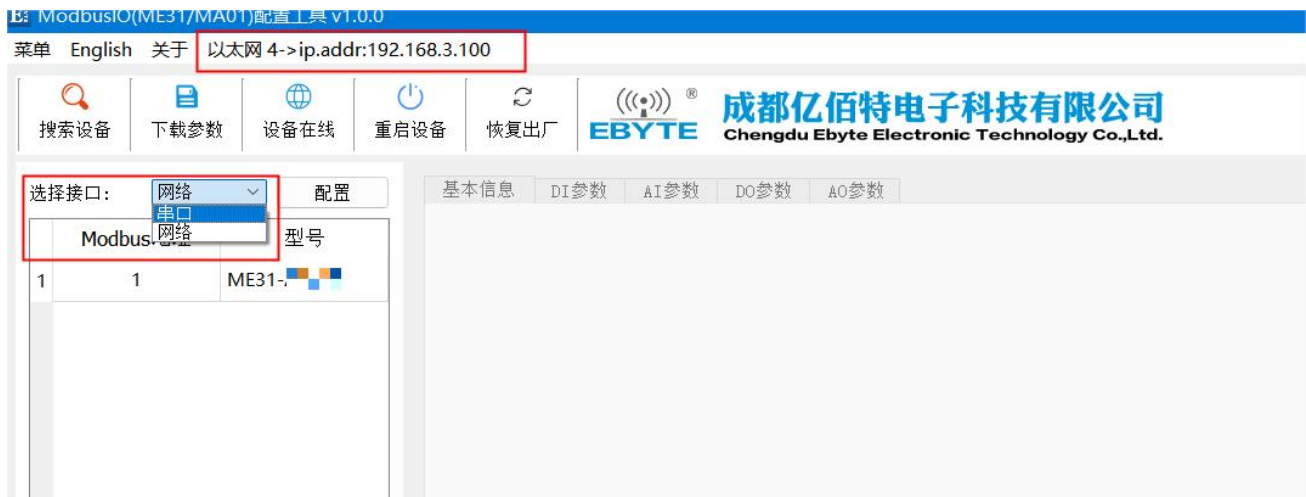 ModbusIO(ME31/MA01)配置工具 v1.0.0
菜单 English 关于 以太网 4->ip.addr:192.168.3.100
搜索设备 下载参数 设备在线 重启设备 恢复出厂
EBYTE ®
成都亿佰特电子科技有限公司
Chengdu Ebyte Electronic Technology Co.,Ltd.
选择接口: 网络 配置
串口
网络
基本信息 DI参数 AI参数 DO参数 AO参数
型号
1 1 ME31-